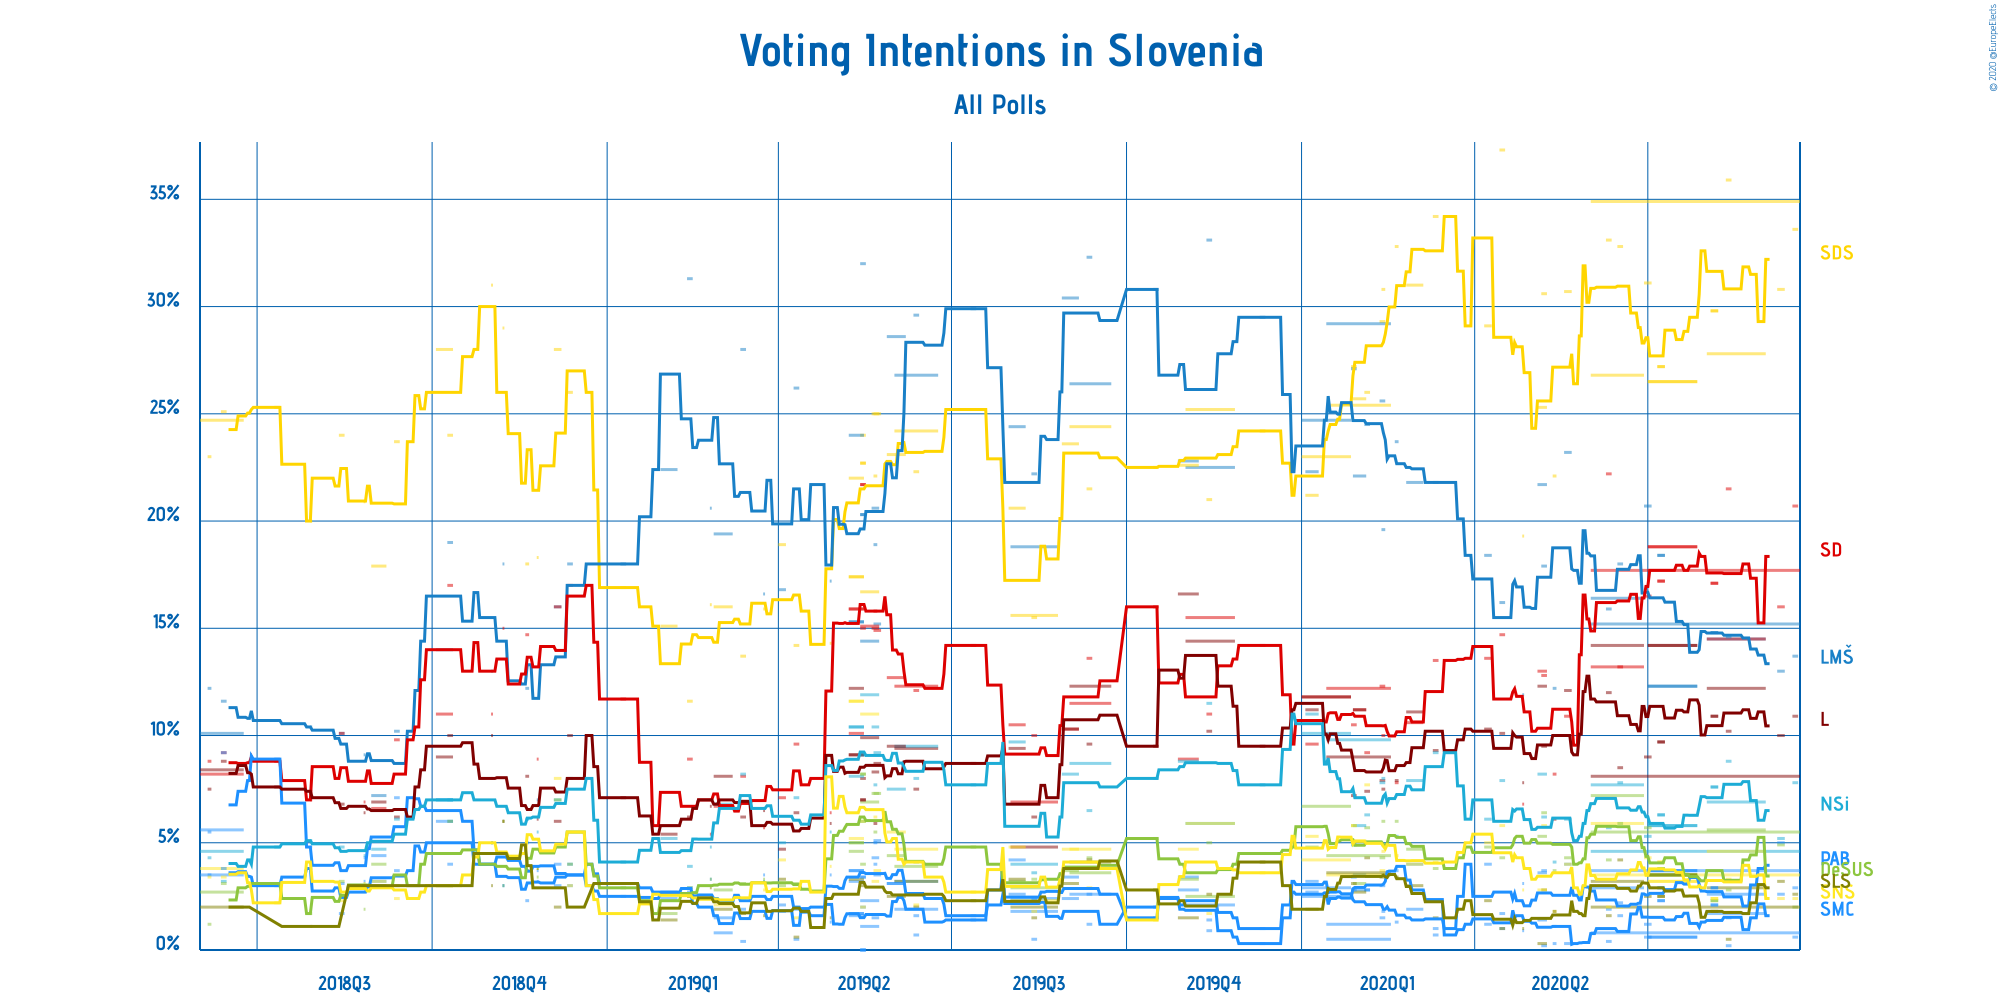 Voting Intentions in Slovenia
All Polls
© 2020 @EuropeElects
35%
30%
25%
20%
15%
10%
5%
0%
SDS
SD
LMŠ
L
NSi
PAB
DeSUS
SLS
SNS
SMC
2018Q3
2018Q4
2019Q1
2019Q2
2019Q3
2019Q4
2020Q1
2020Q2